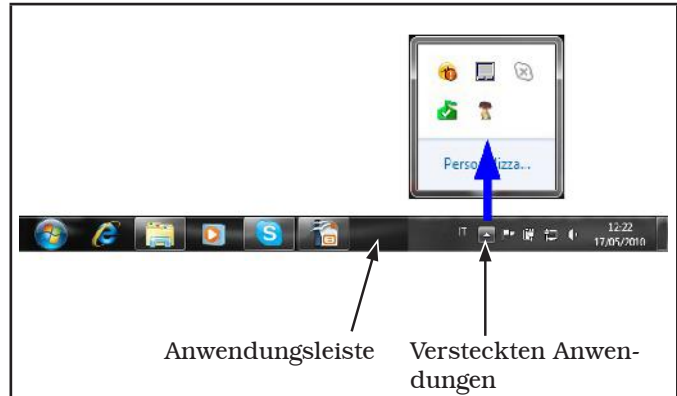 Personalizza...
IT
12:22
17/05/2010
Anwendungsleiste
Versteckten Anwen-
dungen